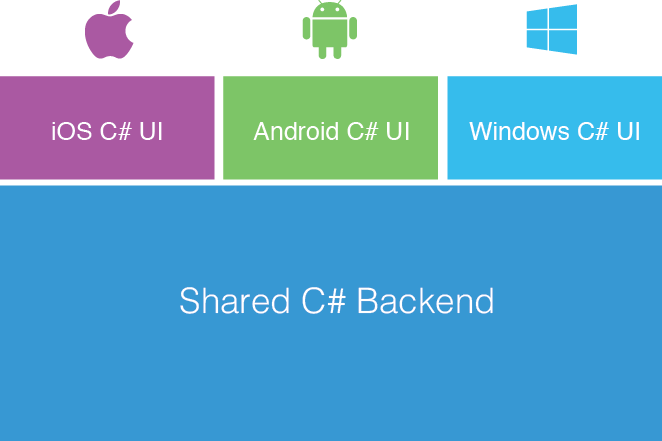 iOS C# UI
Android C# UI
Windows C# UI
Shared C# Backend